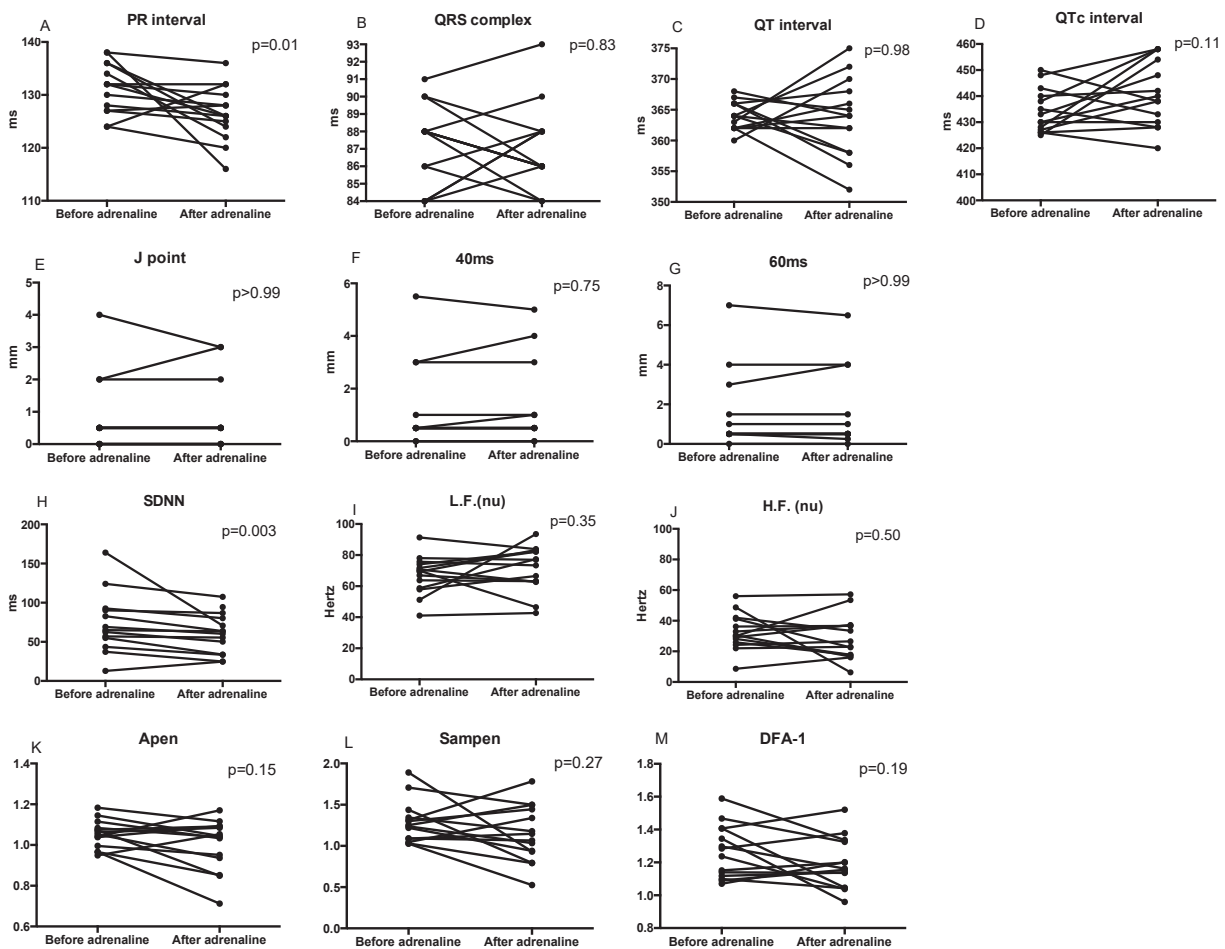 A
PR interval
p=0.01
140
130
120
110
ms
Before adrenaline
After adrenaline
B
QRS complex
p=0.83
93
92
91
90
89
88
87
86
85
84
ms
Before adrenaline
After adrenaline
C
QT interval
p=0.98
375
370
365
360
355
350
ms
Before adrenaline
After adrenaline
D
QTc interval
p=0.11
460
450
440
430
420
410
400
ms
Before adrenaline
After adrenaline
E
J point
p>0.99
5
4
3
2
1
0
mm
Before adrenaline
After adrenaline
F
40ms
p=0.75
6
4
2
0
mm
Before adrenaline
After adrenaline
G
60ms
p>0.99
8
6
4
2
0
mm
Before adrenaline
After adrenaline
H
SDNN
p=0.003
200
150
100
50
0
ms
Before adrenaline
After adrenaline
I
L.F.(nu)
p=0.35
100
80
60
40
20
0
Hertz
Before adrenaline
After adrenaline
J
H.F. (nu)
p=0.50
100
80
60
40
20
0
Hertz
Before adrenaline
After adrenaline
K
Apen
p=0.15
1.4
1.2
1.0
0.8
0.6
Before adrenaline
After adrenaline
L
Sampen
p=0.27
2.0
1.5
1.0
0.5
0.0
Before adrenaline
After adrenaline
M
DFA-1
p=0.19
1.8
1.6
1.4
1.2
1.0
0.8
Before adrenaline
After adrenaline